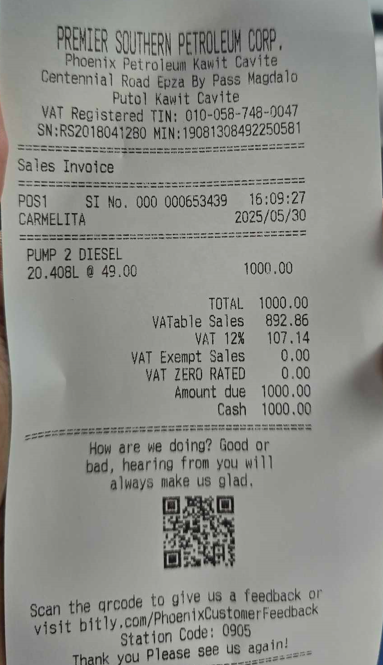 PREMIER SOUTHERN PETROLEUM CORP.
Phoenix Petroleum Kawit Cavite
Centennial Road Epza By Pass Magdalo
Putol Kawit Cavite
VAT Registered TIN: 010-058-748-0047
SN:RS2018041280 MIN:19081308492250581
Sales Invoice
POS1 SI No. 000 000653439 16:09:27
CARMELITA 2025/05/30
PUMP 2 DIESEL
20.408L @ 49.00 1000.00
TOTAL 1000.00
VATable Sales 892.86
VAT 12% 107.14
VAT Exempt Sales 0.00
VAT ZERO RATED 0.00
Amount due 1000.00
Cash 1000.00
How are we doing? Good or
bad, hearing from you will
always make us glad.
Scan the qrcode to give us a feedback or
visit bitly.com/PhoenixCustomerFeedback
Station Code: 0905
Thank you Please see us again!